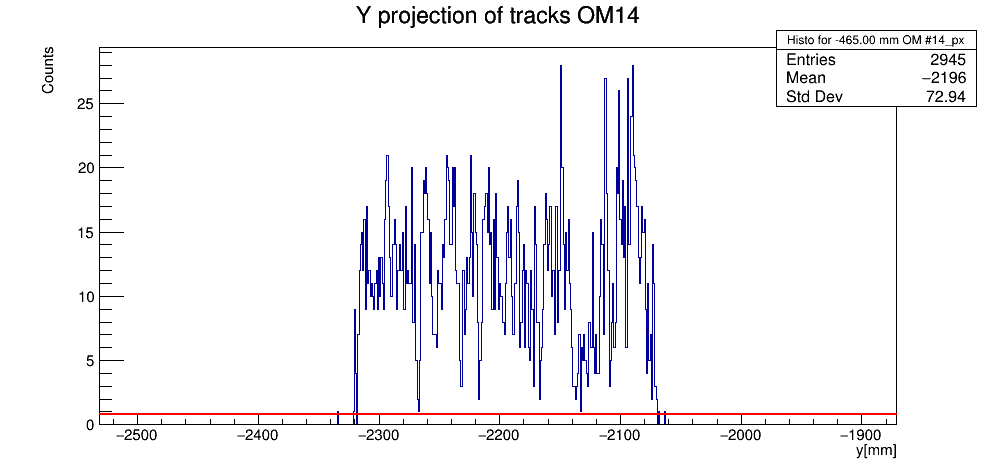 Y projection of tracks OM14
Histo for -465.00 mm OM #14_px
Entries 2945
Mean −2196
Std Dev 72.94
Counts
25
20
15
10
5
0
−2500 −2400 −2300 −2200 −2100 −2000 −1900
y[mm]